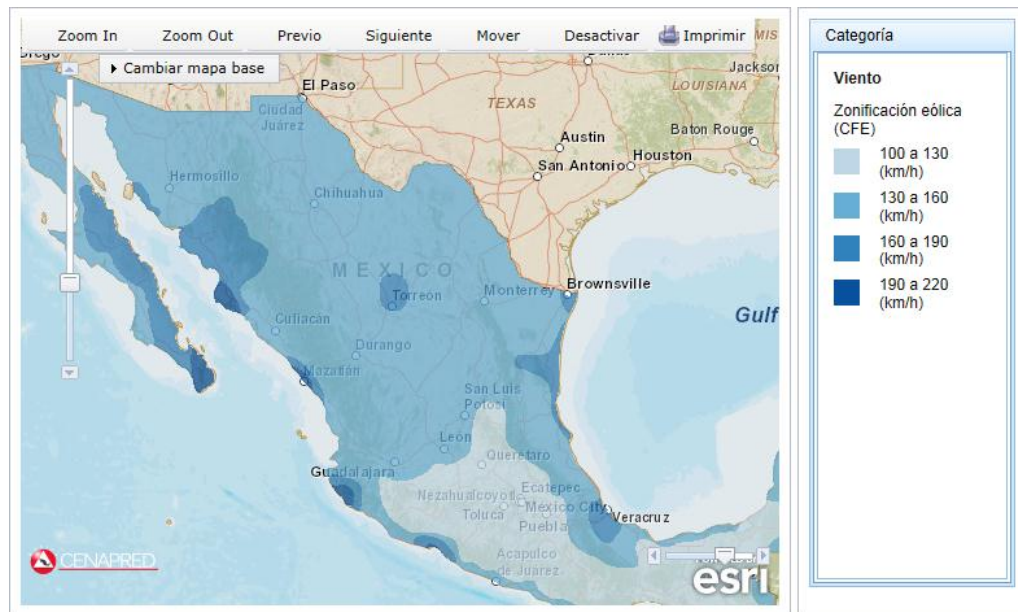 Zoom In
Zoom Out
Previo
Siguiente
Mover
Desactivar
Imprimir
MIS
Cambiar mapa base
El Paso
Ciudad
Juárez
TEXAS
LOUISIANA
Jackson
Baton Rouge
Austin
Houston
San Antonio
Hermosillo
Chihuahua
MEXICO
Torreón
Monterrey
Brownsville
Gulf
Culiacán
Durango
Mazatlán
San Luis
Potosí
León
Querétaro
Guadalajara
Ecatepec
Nezahualcoyotl
Mexico City
Toluca
Puebla
Veracruz
Acapulco
de Juárez
CENAPRED
esri
Categoría
Viento
Zonificación eólica
(CFE)
100 a 130
(km/h)
130 a 160
(km/h)
160 a 190
(km/h)
190 a 220
(km/h)